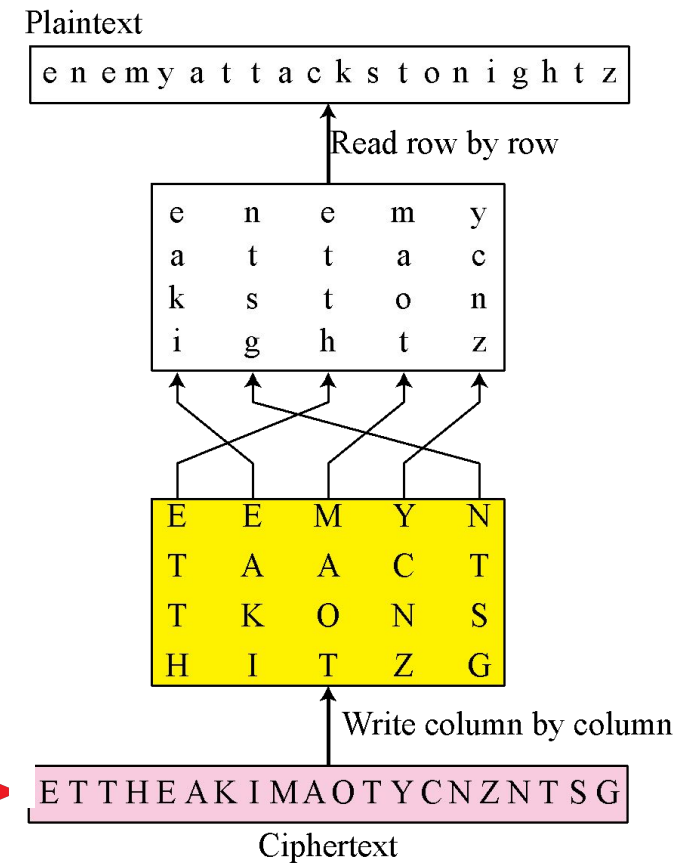 Plaintext
e n e m y a t t a c k s t o n i g h t z
Read row by row
e n e m y
a t t a c
k s t o n
i g h t z
E E M Y N
T A A C T
T K O N S
H I T Z G
Write column by column
E T T H E A K I M A O T Y C N Z N T S G
Ciphertext